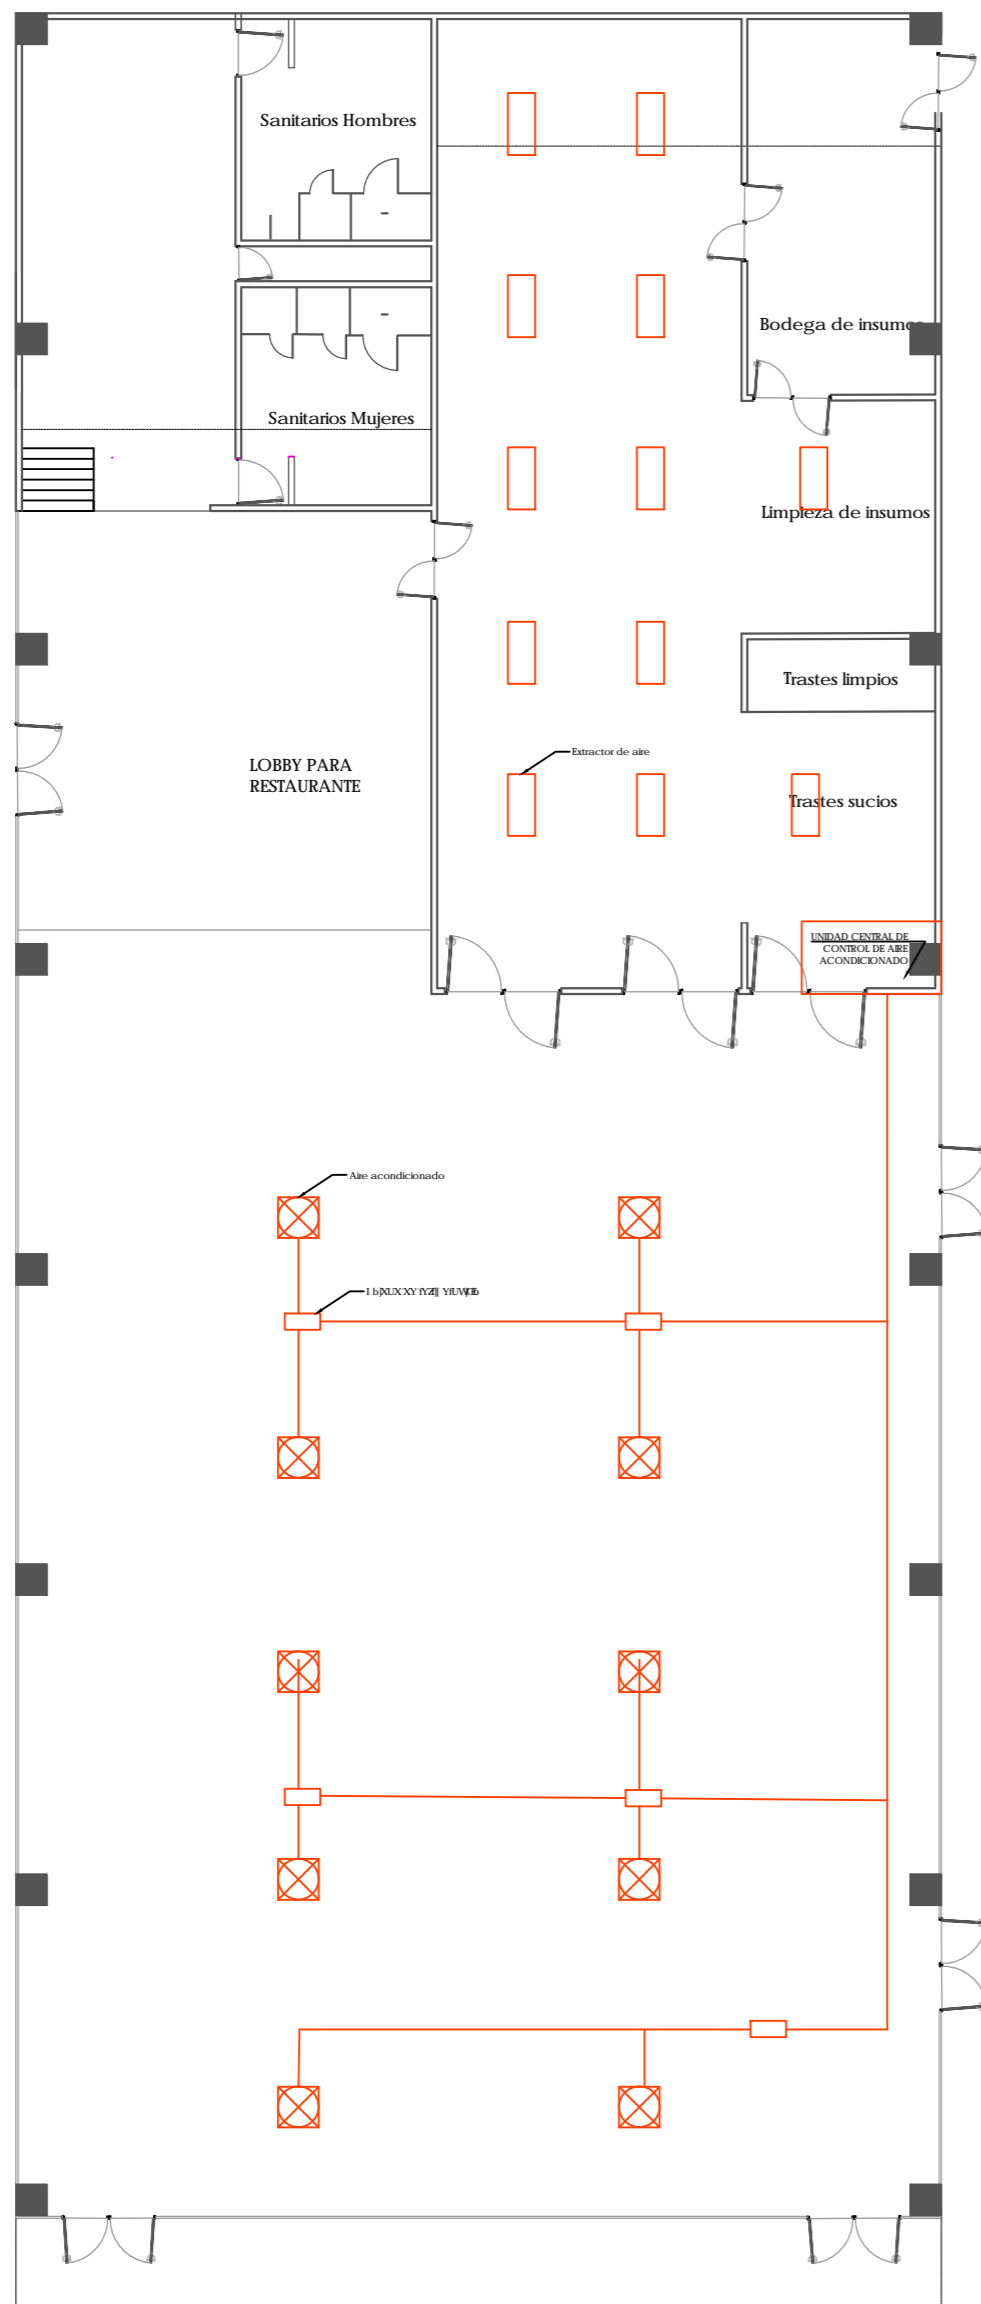 Sanitarios Hombres
Bodega de insumos
Sanitarios Mujeres
Limpieza de insumos
Trastes limpios
Extractor de aire
LOBBY PARA
RESTAURANTE
Trastes sucios
UNIDAD CENTRAL DE
CONTROL DE AIRE
ACONDICIONADO
Aire acondicionado